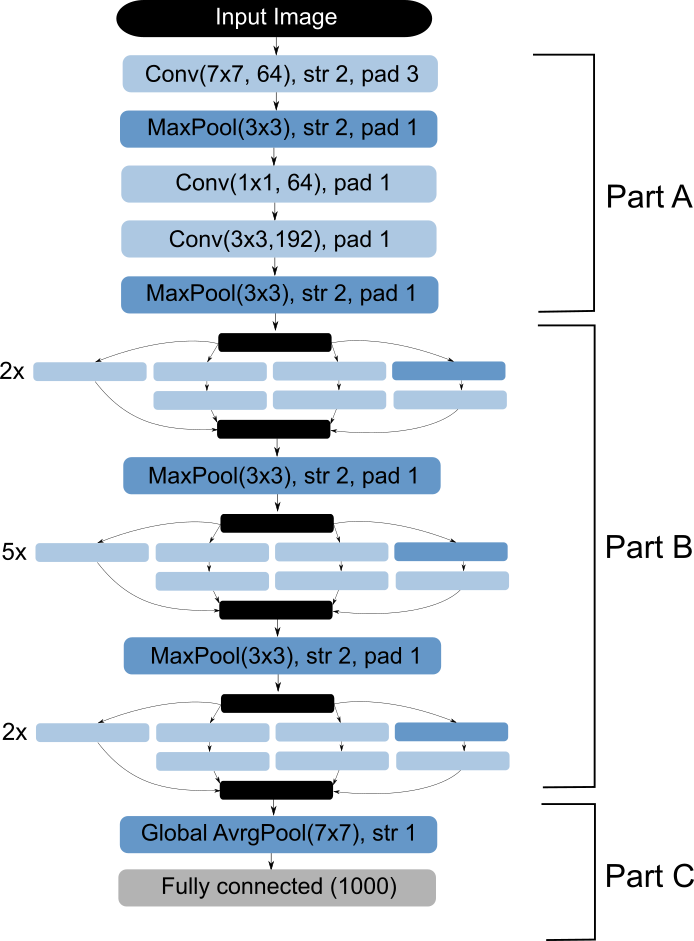 Input Image
Conv(7x7, 64), str 2, pad 3
MaxPool(3x3), str 2, pad 1
Conv(1x1, 64), pad 1
Part A
Conv(3x3,192), pad 1
MaxPool(3x3), str 2, pad 1
2x
MaxPool(3x3), str 2, pad 1
5x
Part B
MaxPool(3x3), str 2, pad 1
2x
Global AvrgPool(7x7), str 1
Part C
Fully connected (1000)